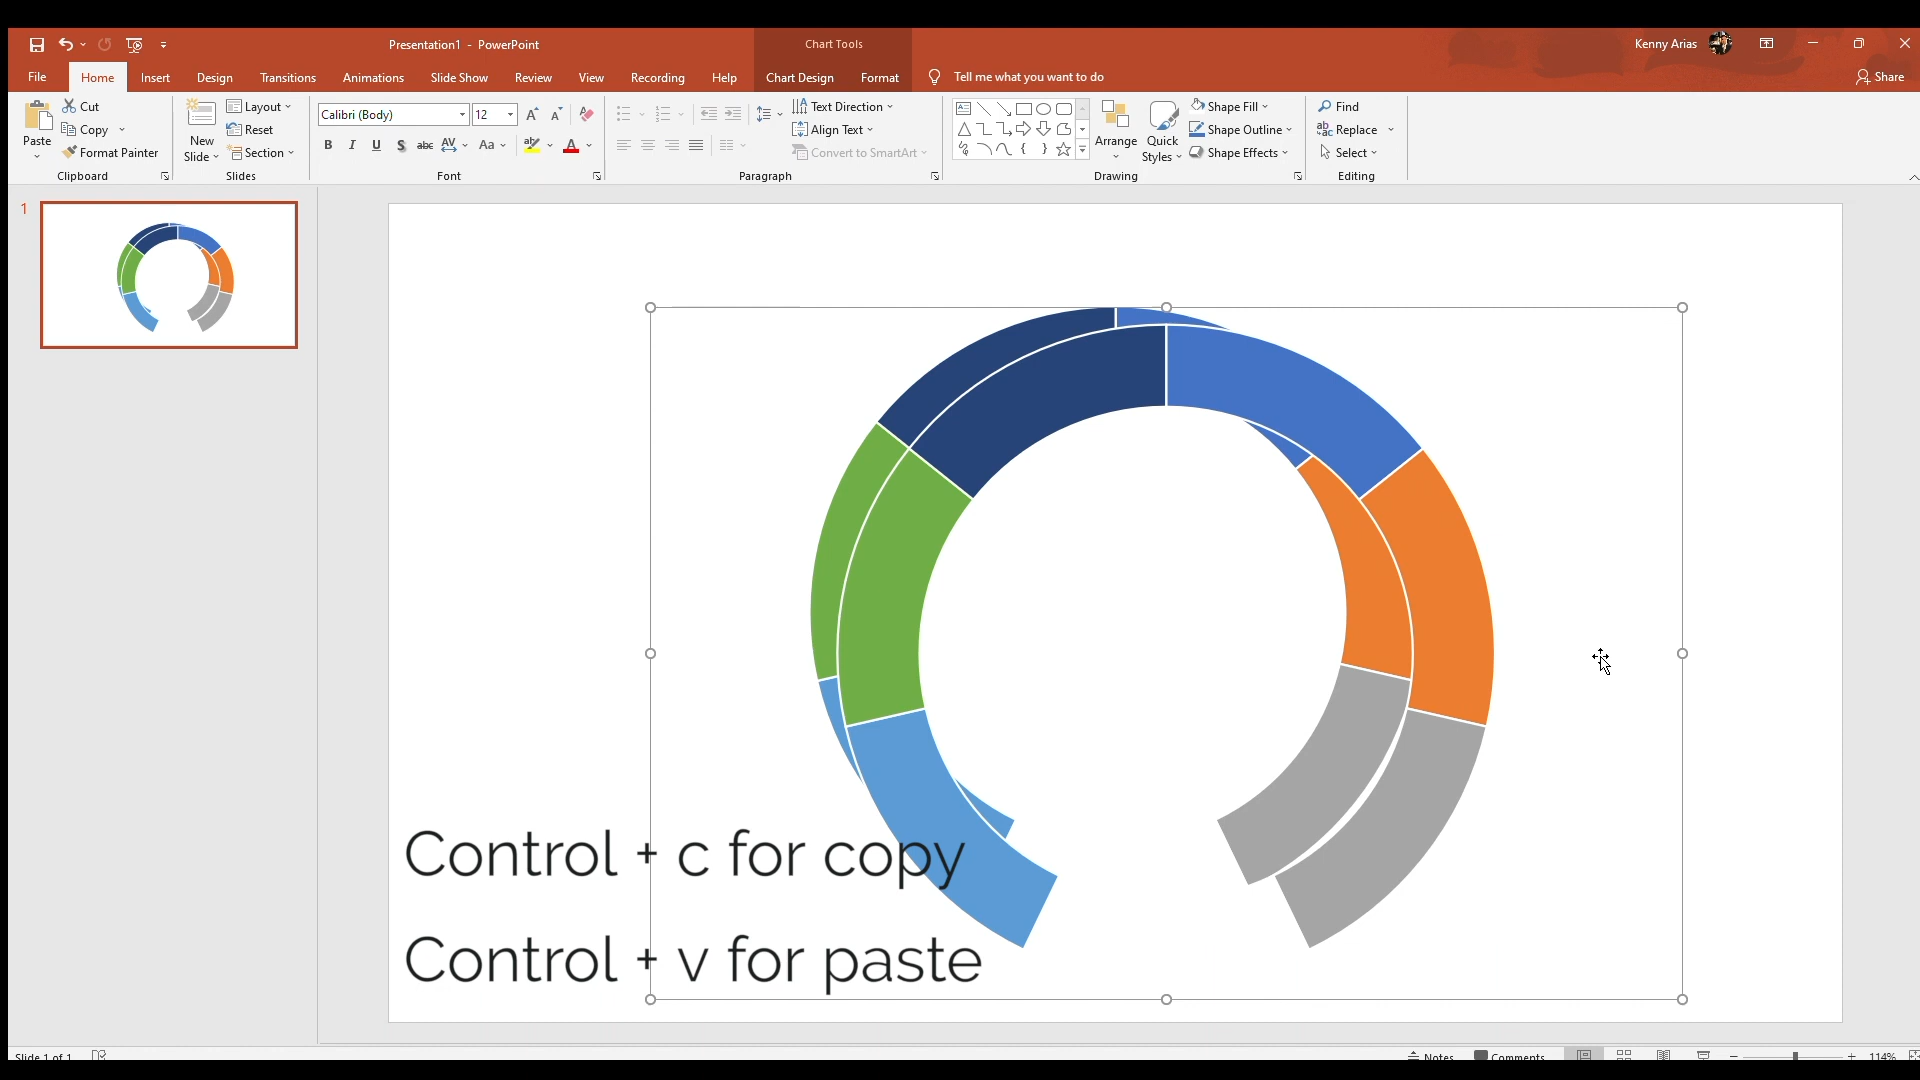 Presentation1 - PowerPoint
Chart Tools
Kenny Arias
File Home Insert Design Transitions Animations Slide Show Review View Recording Help Chart Design Format Tell me what you want to do Share
Paste
Cut
Copy
Format Painter
Clipboard
New
Slide
Layout
Reset
Section
Slides
Calibri (Body) 12
B I U S abc AV Aa A
Font
Text Direction
Align Text
Convert to SmartArt
Paragraph
Arrange
Quick
Styles
Shape Fill
Shape Outline
Shape Effects
Drawing
Find
Replace
Select
Editing
1
Control + c for copy
Control + v for paste
Slide 1 of 1 Notes Comments 114%